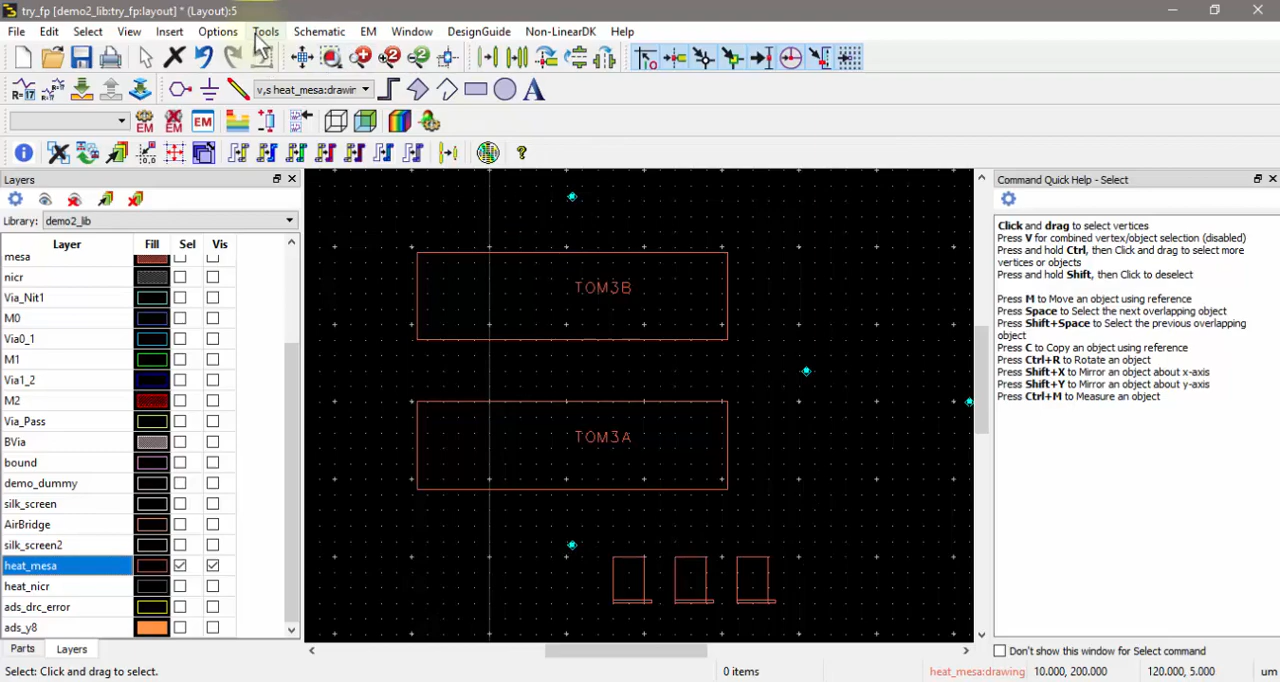 try_fp [demo2_lib:try_fp:layout] * (Layout):5
File Edit Select View Insert Options Tools Schematic EM Window DesignGuide Non-LinearDK Help
v,s heat_mesa:drawir
EM EM EM
Layers
Library: demo2_lib
Layer Fill Sel Vis
mesa
nicr
Via_Nit1
M0
Via0_1
M1
Via1_2
M2
Via_Pass
BVia
bound
demo_dummy
silk_screen
AirBridge
silk_screen2
heat_mesa
heat_nicr
ads_drc_error
ads_y8
Parts Layers
TOM3B
TOM3A
Command Quick Help - Select
Click and drag to select vertices
Press V for combined vertex/object selection (disabled)
Press and hold Ctrl, then Click and drag to select more
vertices or objects
Press and hold Shift, then Click to deselect
Press M to Move an object using reference
Press Space to Select the next overlapping object
Press Shift+Space to Select the previous overlapping
object
Press C to Copy an object using reference
Press Ctrl+R to Rotate an object
Press Shift+X to Mirror an object about x-axis
Press Shift+Y to Mirror an object about y-axis
Press Ctrl+M to Measure an object
Don't show this window for Select command
Select: Click and drag to select.
0 items
heat_mesa:drawing
10.000, 200.000
120.000, 5.000
um